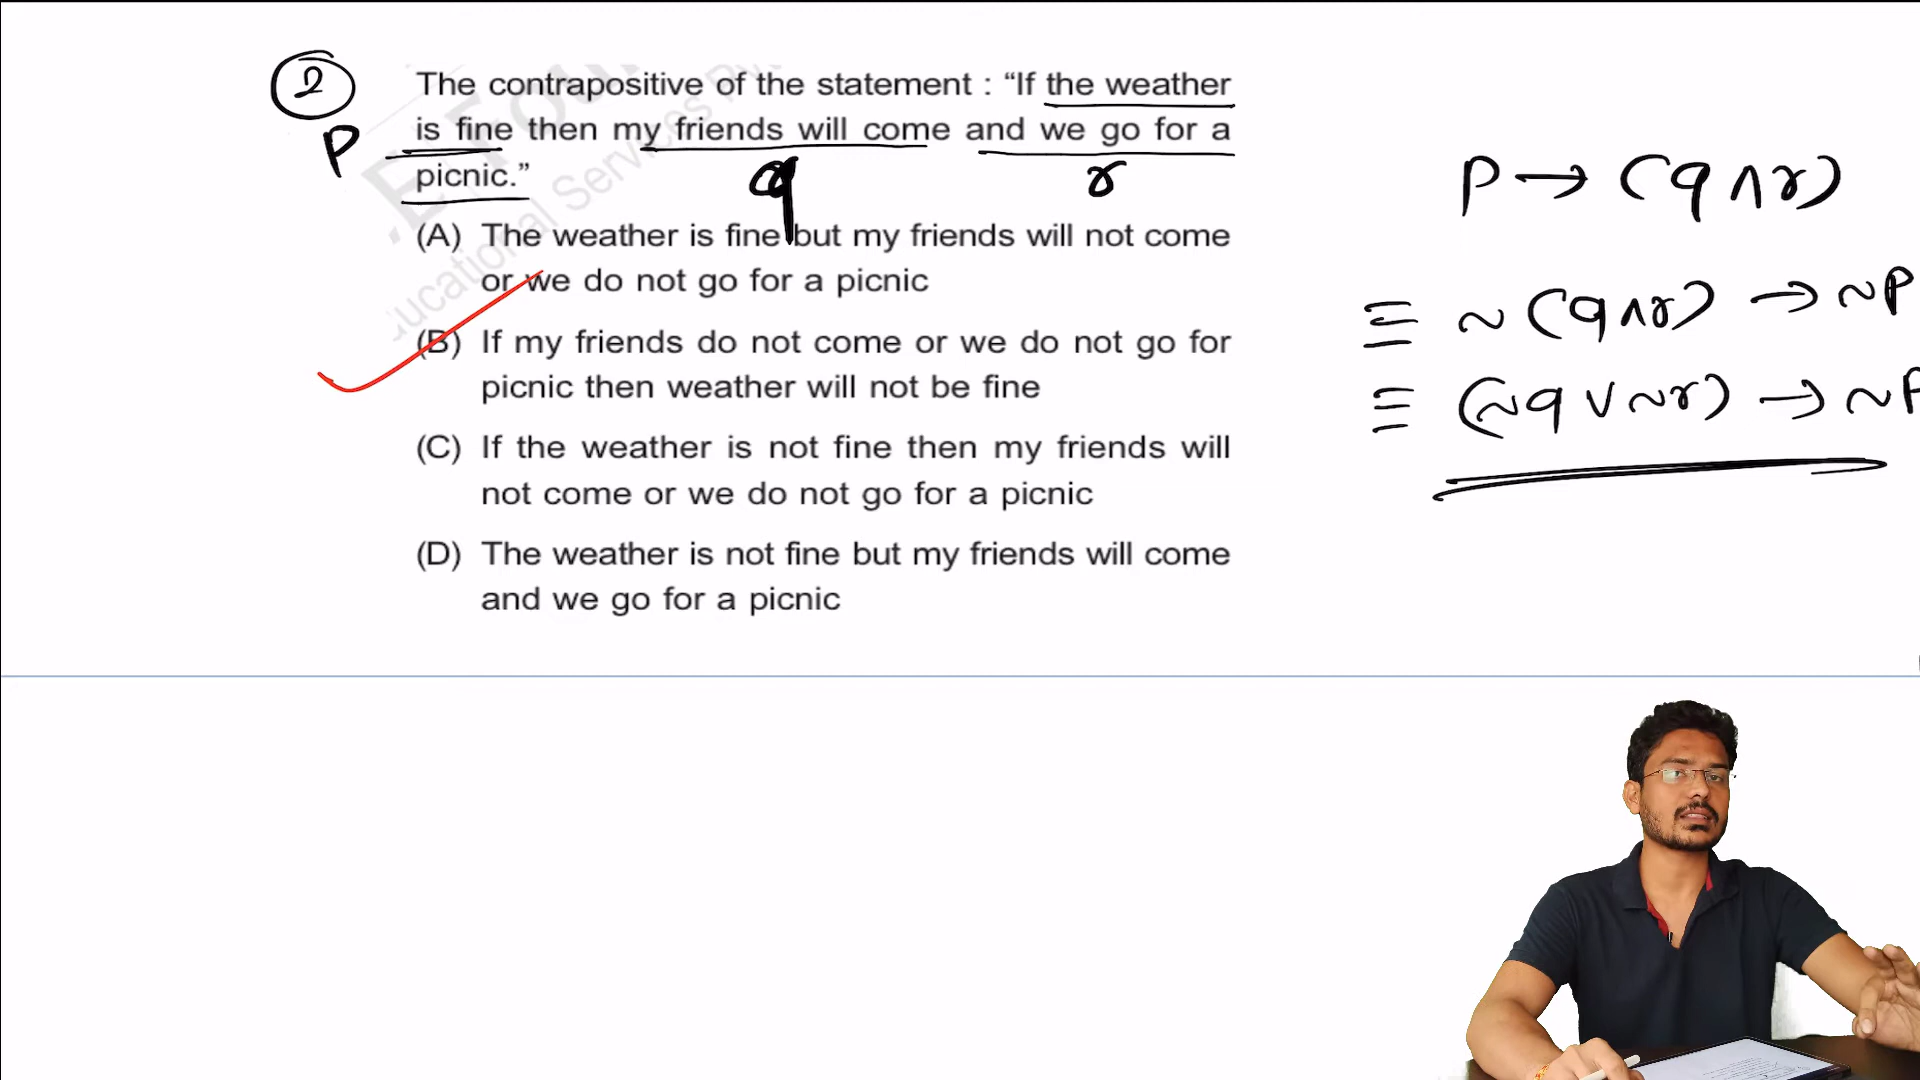 2
The contrapositive of the statement : “If the weather
is fine then my friends will come and we go for a
picnic.”
P
q
r
(A) The weather is fine but my friends will not come
or we do not go for a picnic
(B) If my friends do not come or we do not go for
picnic then weather will not be fine
(C) If the weather is not fine then my friends will
not come or we do not go for a picnic
(D) The weather is not fine but my friends will come
and we go for a picnic
P → (q ∧ r)
≡ ~ (q ∧ r) → ~P
≡ (~q ∨ ~r) → ~P
ucational Services